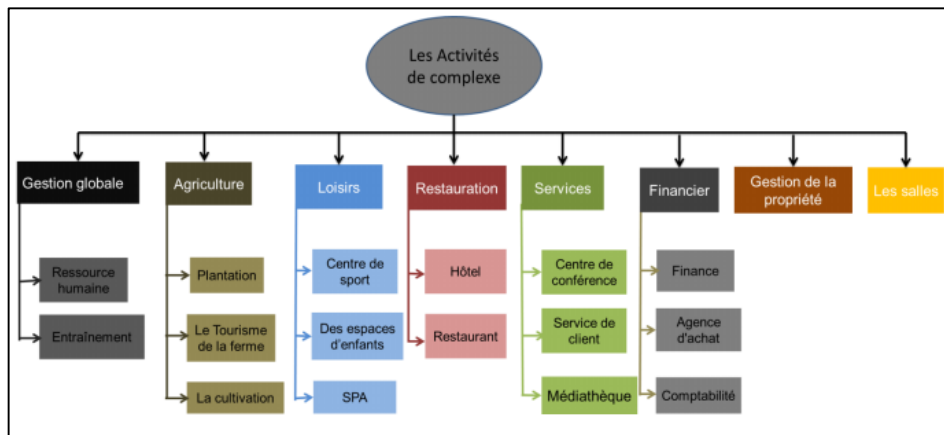 Les Activités
de complexe
Gestion globale
Agriculture
Loisirs
Restauration
Services
Financier
Gestion de la
propriété
Les salles
Ressource
humaine
Entraînement
Plantation
Le Tourisme
de la ferme
La cultivation
Centre de
sport
Des espaces
d'enfants
SPA
Hôtel
Restaurant
Centre de
conférence
Service de
client
Médiathèque
Finance
Agence
d'achat
Comptabilité